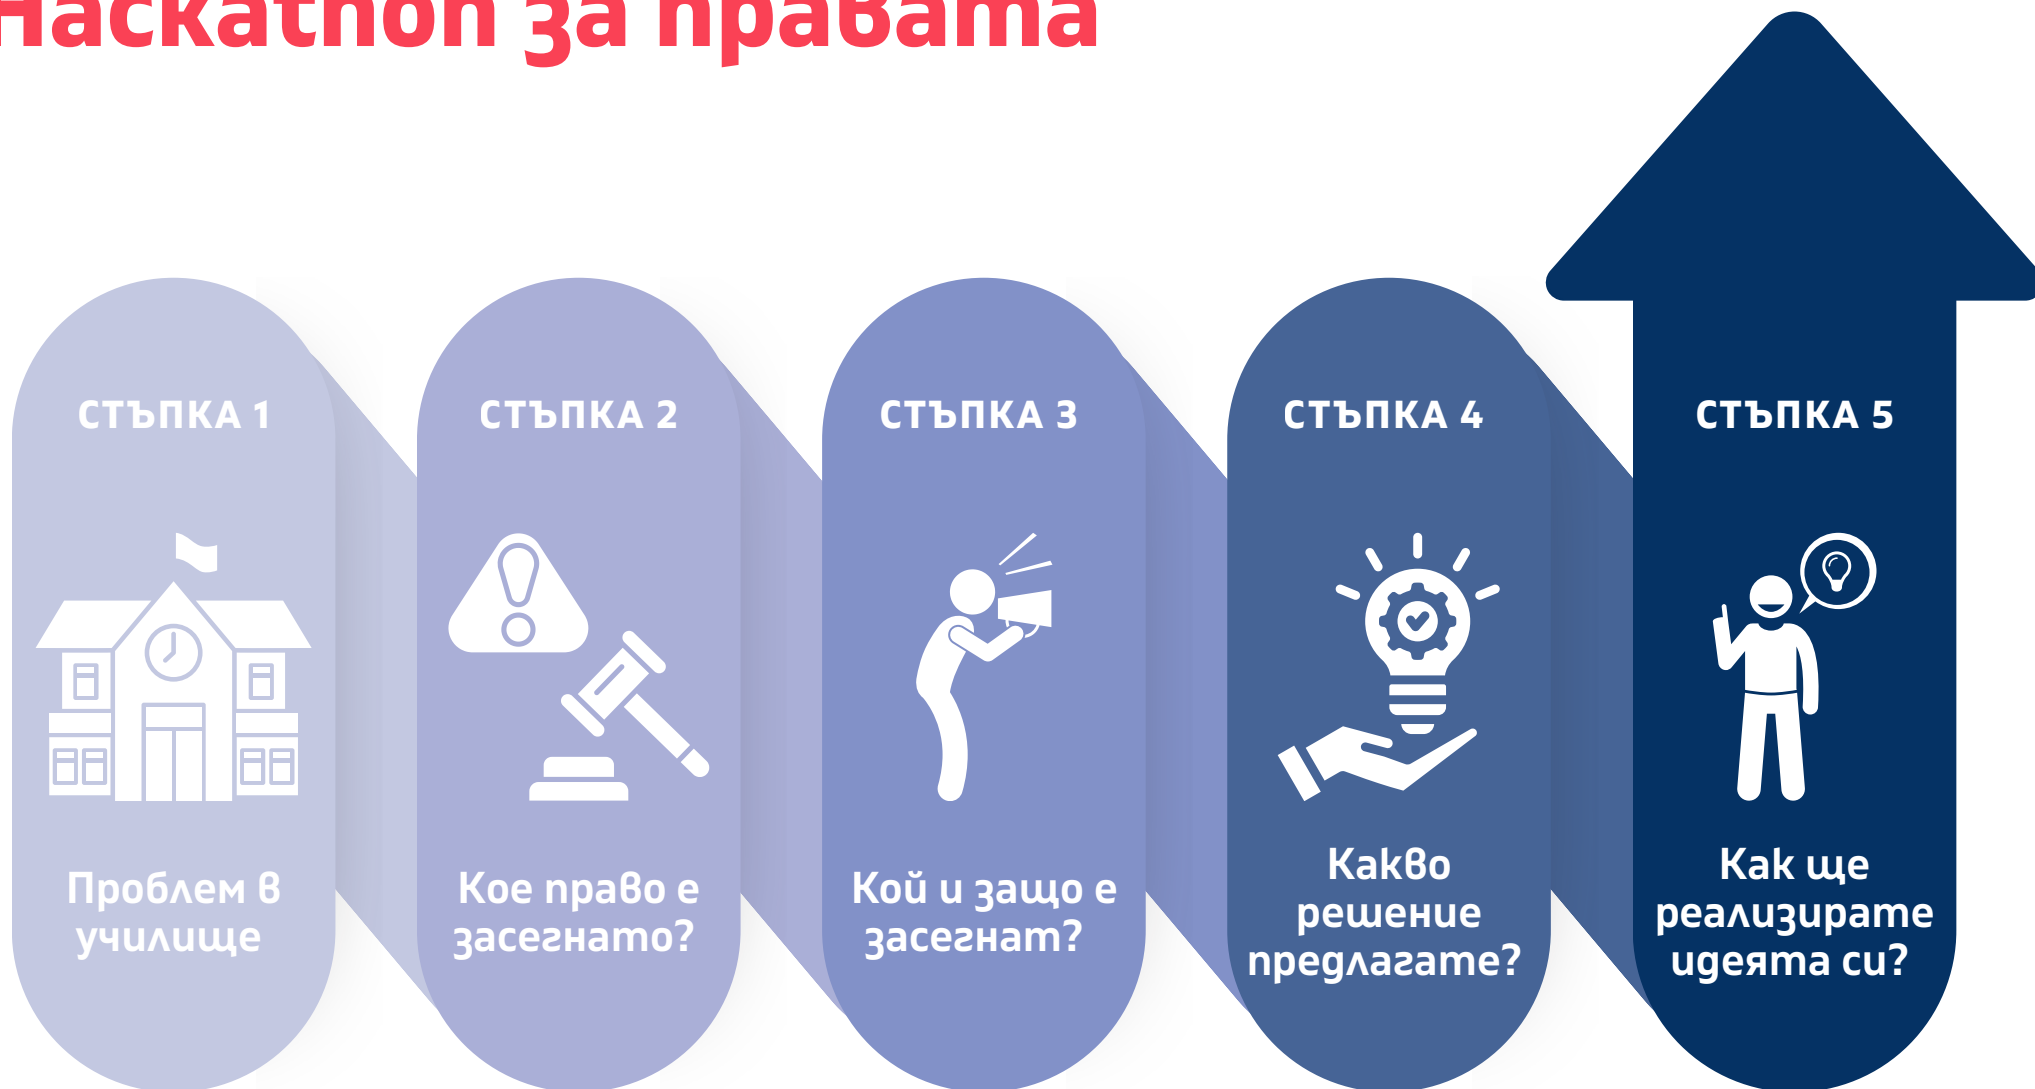 Hackathon за правата
СТЪПКА 1
Проблем в
училище
СТЪПКА 2
Кое право е
засегнато?
СТЪПКА 3
Кой и защо е
засегнат?
СТЪПКА 4
Какво
решение
предлагате?
СТЪПКА 5
Как ще
реализирате
идеята си?